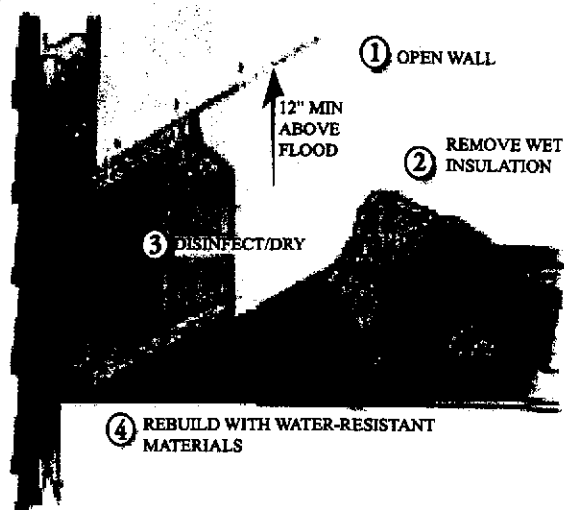 1 OPEN WALL
12" MIN
ABOVE
FLOOD
2 REMOVE WET
INSULATION
3 DISINFECT/DRY
4 REBUILD WITH WATER-RESISTANT
MATERIALS